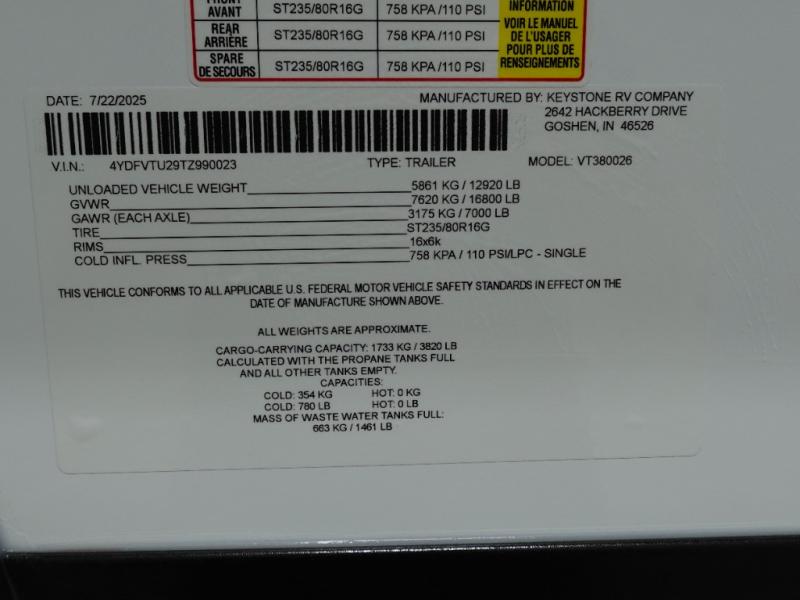 FRONT ST235/80R16G 758 KPA /110 PSI INFORMATION
AVANT
REAR ST235/80R16G 758 KPA /110 PSI VOIR LE MANUEL
ARRIÈRE DE L'USAGER
SPARE ST235/80R16G 758 KPA /110 PSI POUR PLUS DE
DE SECOURS RENSEIGNEMENTS
DATE: 7/22/2025 MANUFACTURED BY: KEYSTONE RV COMPANY
2642 HACKBERRY DRIVE
GOSHEN, IN 46526
V.I.N.: 4YDFVTU29TZ990023 TYPE: TRAILER MODEL: VT380026
UNLOADED VEHICLE WEIGHT 5861 KG / 12920 LB
GVWR 7620 KG / 16800 LB
GAWR (EACH AXLE) 3175 KG / 7000 LB
TIRE ST235/80R16G
RIMS 16x6k
COLD INFL. PRESS 758 KPA / 110 PSI/LPC - SINGLE
THIS VEHICLE CONFORMS TO ALL APPLICABLE U.S. FEDERAL MOTOR VEHICLE SAFETY STANDARDS IN EFFECT ON THE
DATE OF MANUFACTURE SHOWN ABOVE.
ALL WEIGHTS ARE APPROXIMATE.
CARGO-CARRYING CAPACITY: 1733 KG / 3820 LB
CALCULATED WITH THE PROPANE TANKS FULL
AND ALL OTHER TANKS EMPTY.
CAPACITIES:
COLD: 354 KG HOT: 0 KG
COLD: 780 LB HOT: 0 LB
MASS OF WASTE WATER TANKS FULL:
663 KG / 1461 LB